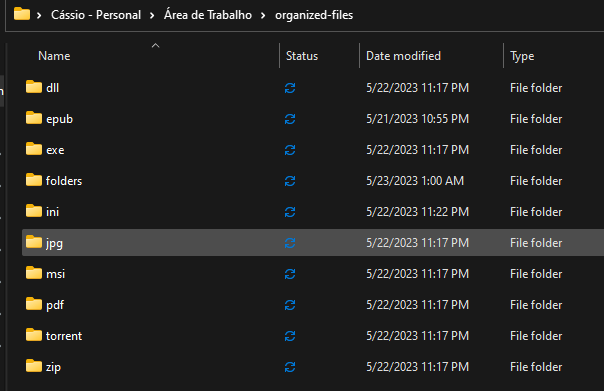 Cássio - Personal > Área de Trabalho > organized-files
Name Status Date modified Type
dll 5/22/2023 11:17 PM File folder
epub 5/21/2023 10:55 PM File folder
exe 5/22/2023 11:17 PM File folder
folders 5/23/2023 1:00 AM File folder
ini 5/22/2023 11:22 PM File folder
jpg 5/22/2023 11:17 PM File folder
msi 5/22/2023 11:17 PM File folder
pdf 5/22/2023 11:17 PM File folder
torrent 5/22/2023 11:17 PM File folder
zip 5/22/2023 11:17 PM File folder